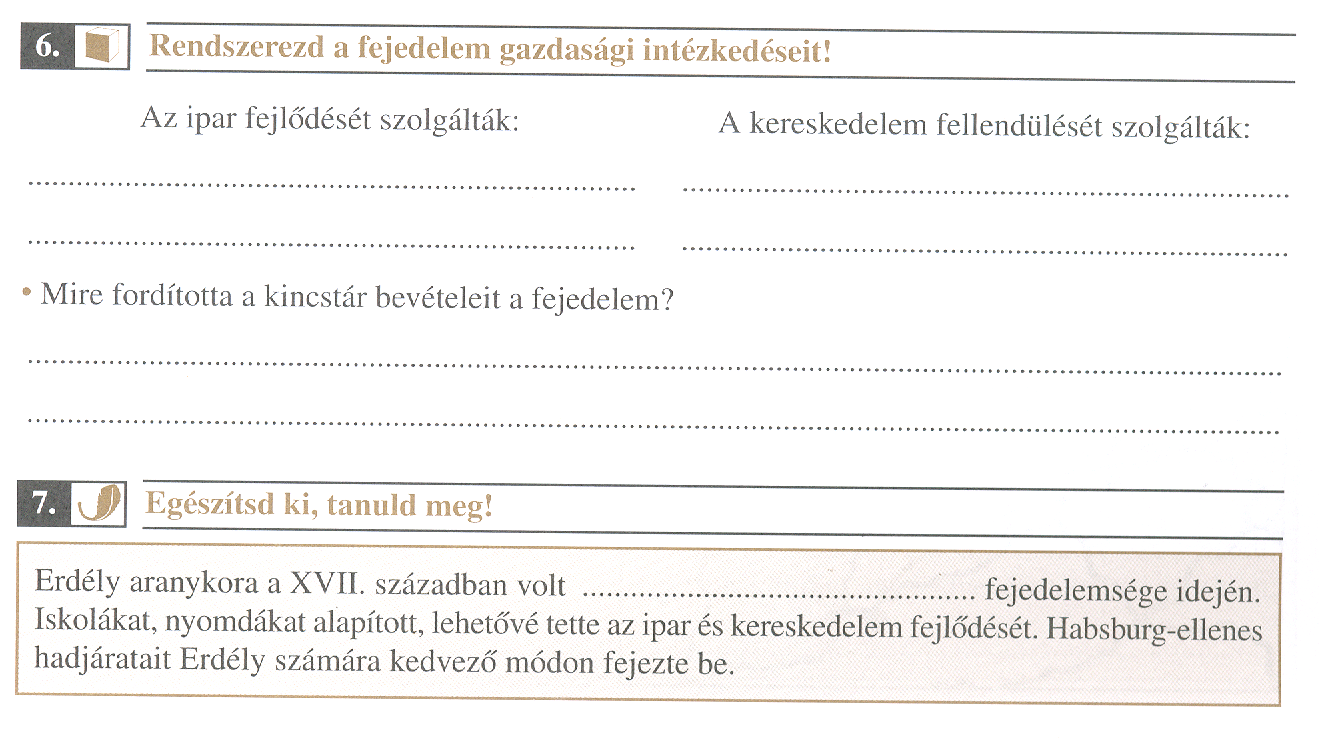 6. Rendszerezd a fejedelem gazdasági intézkedéseit!
Az ipar fejlődését szolgálták:
A kereskedelem fellendülését szolgálták:
• Mire fordította a kincstár bevételeit a fejedelem?
7. Egészítsd ki, tanuld meg!
Erdély aranykora a XVII. században volt ................................................ fejedelemsége idején.
Iskolákat, nyomdákat alapított, lehetővé tette az ipar és kereskedelem fejlődését. Habsburg-ellenes
hadjáratait Erdély számára kedvező módon fejezte be.